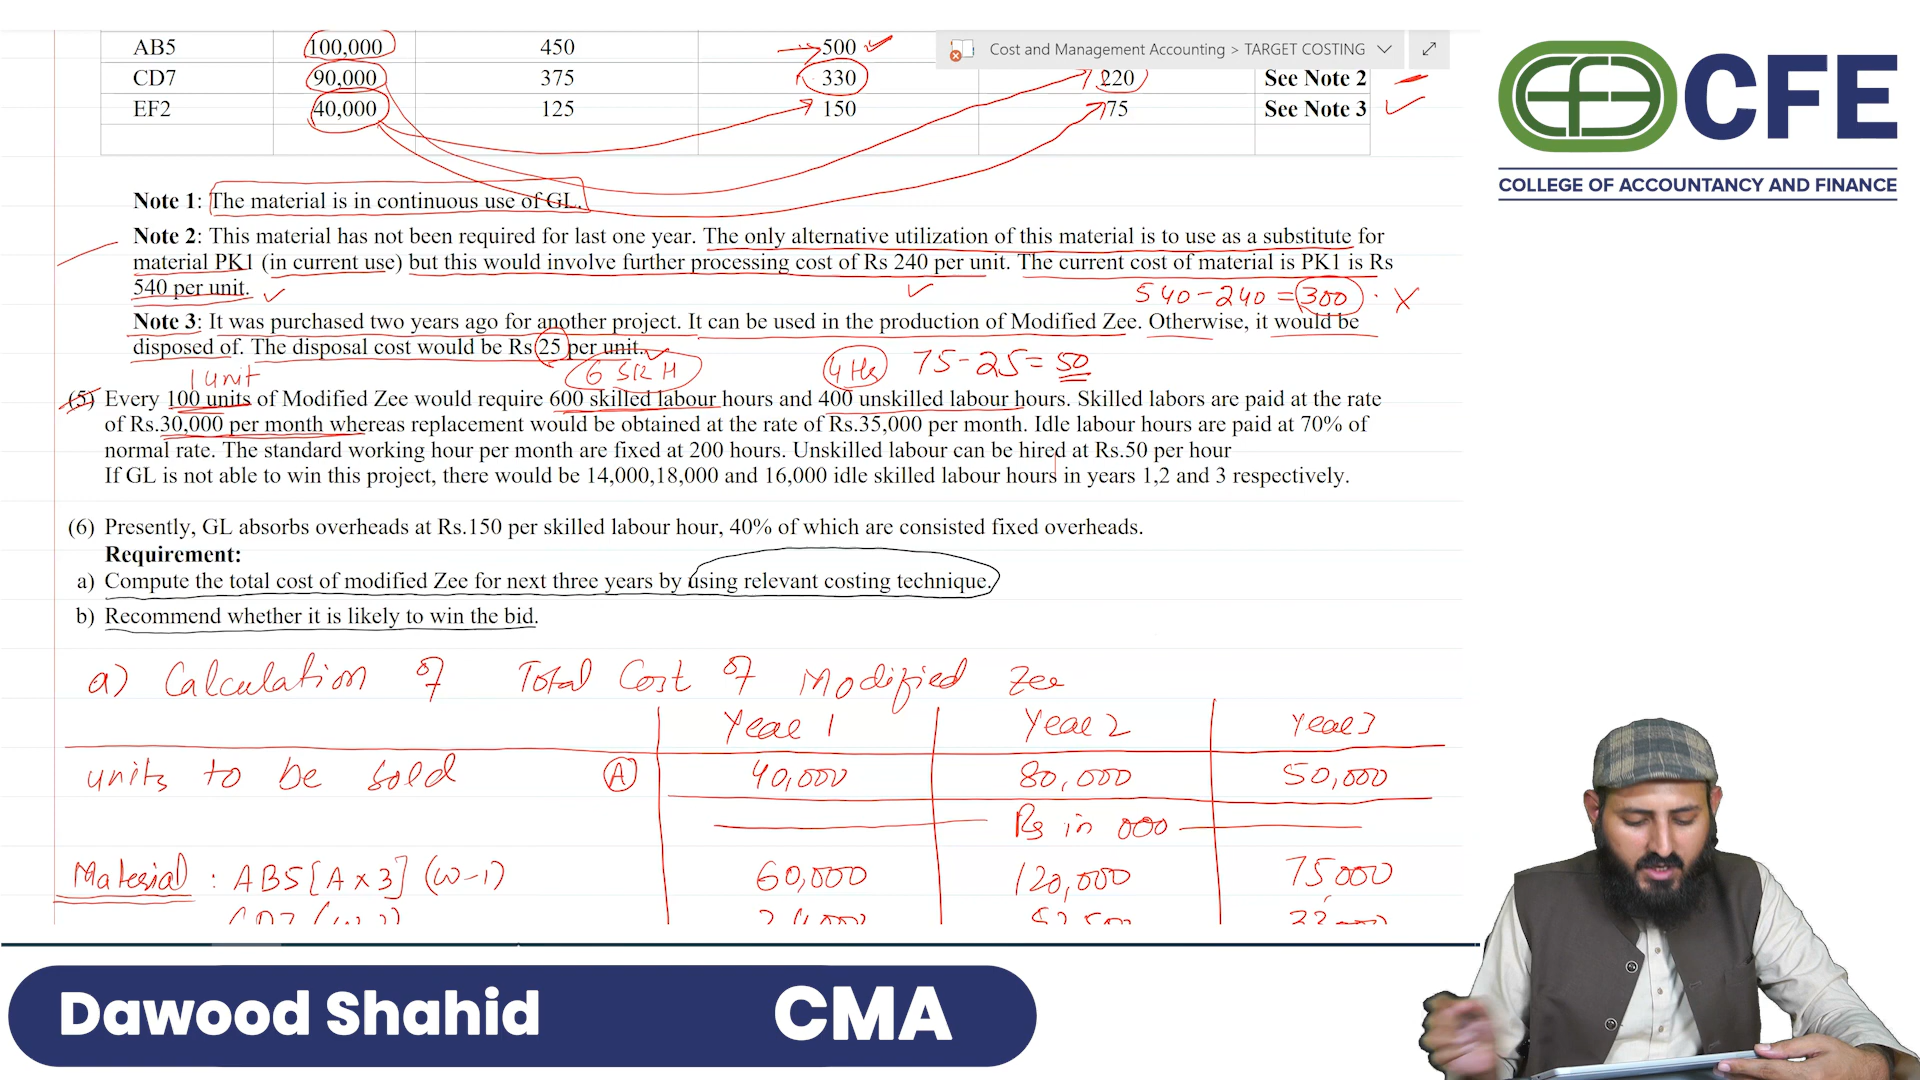 AB5 100,000 450 500
Cost and Management Accounting > TARGET COSTING
CD7 90,000 375 330 220 See Note 2
EF2 40,000 125 150 75 See Note 3
CFE
COLLEGE OF ACCOUNTANCY AND FINANCE
Note 1: The material is in continuous use of GL.
Note 2: This material has not been required for last one year. The only alternative utilization of this material is to use as a substitute for
material PK1 (in current use) but this would involve further processing cost of Rs 240 per unit. The current cost of material is PK1 is Rs
540 per unit.
540 - 240 = 300
Note 3: It was purchased two years ago for another project. It can be used in the production of Modified Zee. Otherwise, it would be
disposed of. The disposal cost would be Rs 25 per unit.
1 unit
4 Hs 75-25=50
(5) Every 100 units of Modified Zee would require 600 skilled labour hours and 400 unskilled labour hours. Skilled labors are paid at the rate
of Rs.30,000 per month whereas replacement would be obtained at the rate of Rs.35,000 per month. Idle labour hours are paid at 70% of
normal rate. The standard working hour per month are fixed at 200 hours. Unskilled labour can be hired at Rs.50 per hour
If GL is not able to win this project, there would be 14,000,18,000 and 16,000 idle skilled labour hours in years 1,2 and 3 respectively.
(6) Presently, GL absorbs overheads at Rs.150 per skilled labour hour, 40% of which are consisted fixed overheads.
Requirement:
a) Compute the total cost of modified Zee for next three years by using relevant costing technique.
b) Recommend whether it is likely to win the bid.
a) Calculation of Total Cost of Modified Zee
Year 1 Year 2 Year 3
units to be sold A 40,000 80,000 50,000
Rs in 000
Material : AB5 [A x 3] (W-1) 60,000 120,000 75,000
Dawood Shahid CMA